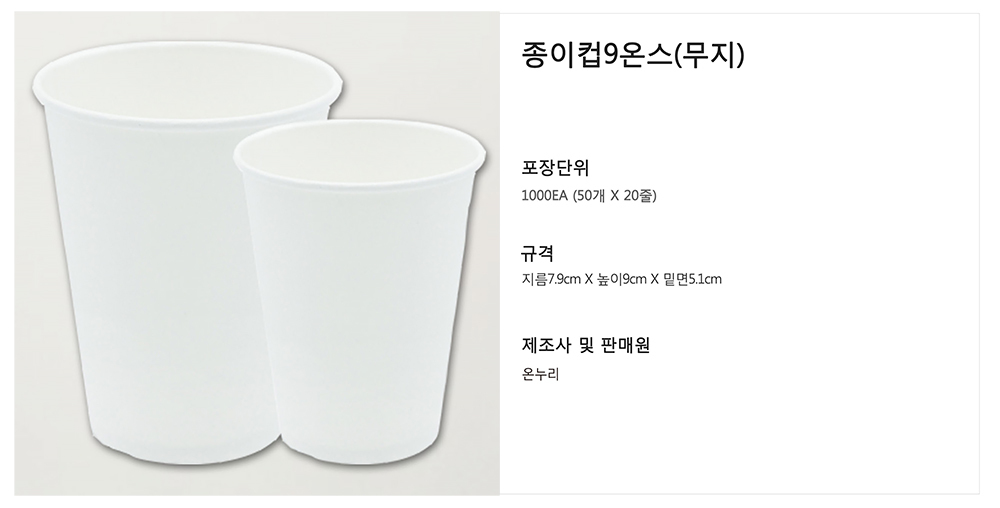 종이컵9온스(무지)
포장단위
1000EA (50개 X 20줄)
규격
지름7.9cm X 높이9cm X 밑면5.1cm
제조사 및 판매원
온누리